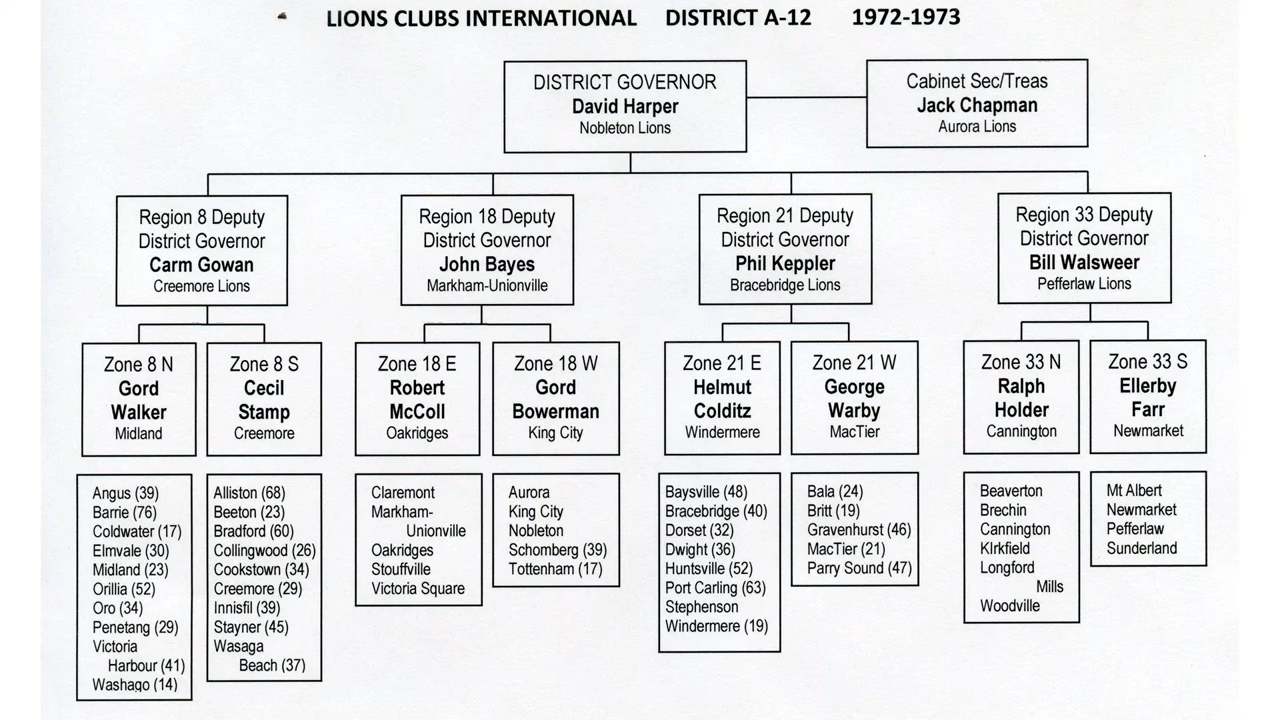 LIONS CLUBS INTERNATIONAL DISTRICT A-12 1972-1973
DISTRICT GOVERNOR
David Harper
Nobleton Lions
Cabinet Sec/Treas
Jack Chapman
Aurora Lions
Region 8 Deputy
District Governor
Carm Gowan
Creemore Lions
Region 18 Deputy
District Governor
John Bayes
Markham-Unionville
Region 21 Deputy
District Governor
Phil Keppler
Bracebridge Lions
Region 33 Deputy
District Governor
Bill Walsweer
Pefferlaw Lions
Zone 8 N
Gord
Walker
Midland
Zone 8 S
Cecil
Stamp
Creemore
Zone 18 E
Robert
McColl
Oakridges
Zone 18 W
Gord
Bowerman
King City
Zone 21 E
Helmut
Colditz
Windermere
Zone 21 W
George
Warby
MacTier
Zone 33 N
Ralph
Holder
Cannington
Zone 33 S
Ellerby
Farr
Newmarket
Angus (39)
Barrie (76)
Coldwater (17)
Elmvale (30)
Midland (23)
Orillia (52)
Oro (34)
Penetang (29)
Victoria
Harbour (41)
Washago (14)
Alliston (68)
Beeton (23)
Bradford (60)
Collingwood (26)
Cookstown (34)
Creemore (29)
Innisfil (39)
Stayner (45)
Wasaga
Beach (37)
Claremont
Markham-
Unionville
Oakridges
Stouffville
Victoria Square
Aurora
King City
Nobleton
Schomberg (39)
Tottenham (17)
Baysville (48)
Bracebridge (40)
Dorset (32)
Dwight (36)
Huntsville (52)
Port Carling (63)
Stephenson
Windermere (19)
Bala (24)
Britt (19)
Gravenhurst (46)
MacTier (21)
Parry Sound (47)
Beaverton
Brechin
Cannington
KIrkfield
Longford
Mills
Woodville
Mt Albert
Newmarket
Pefferlaw
Sunderland